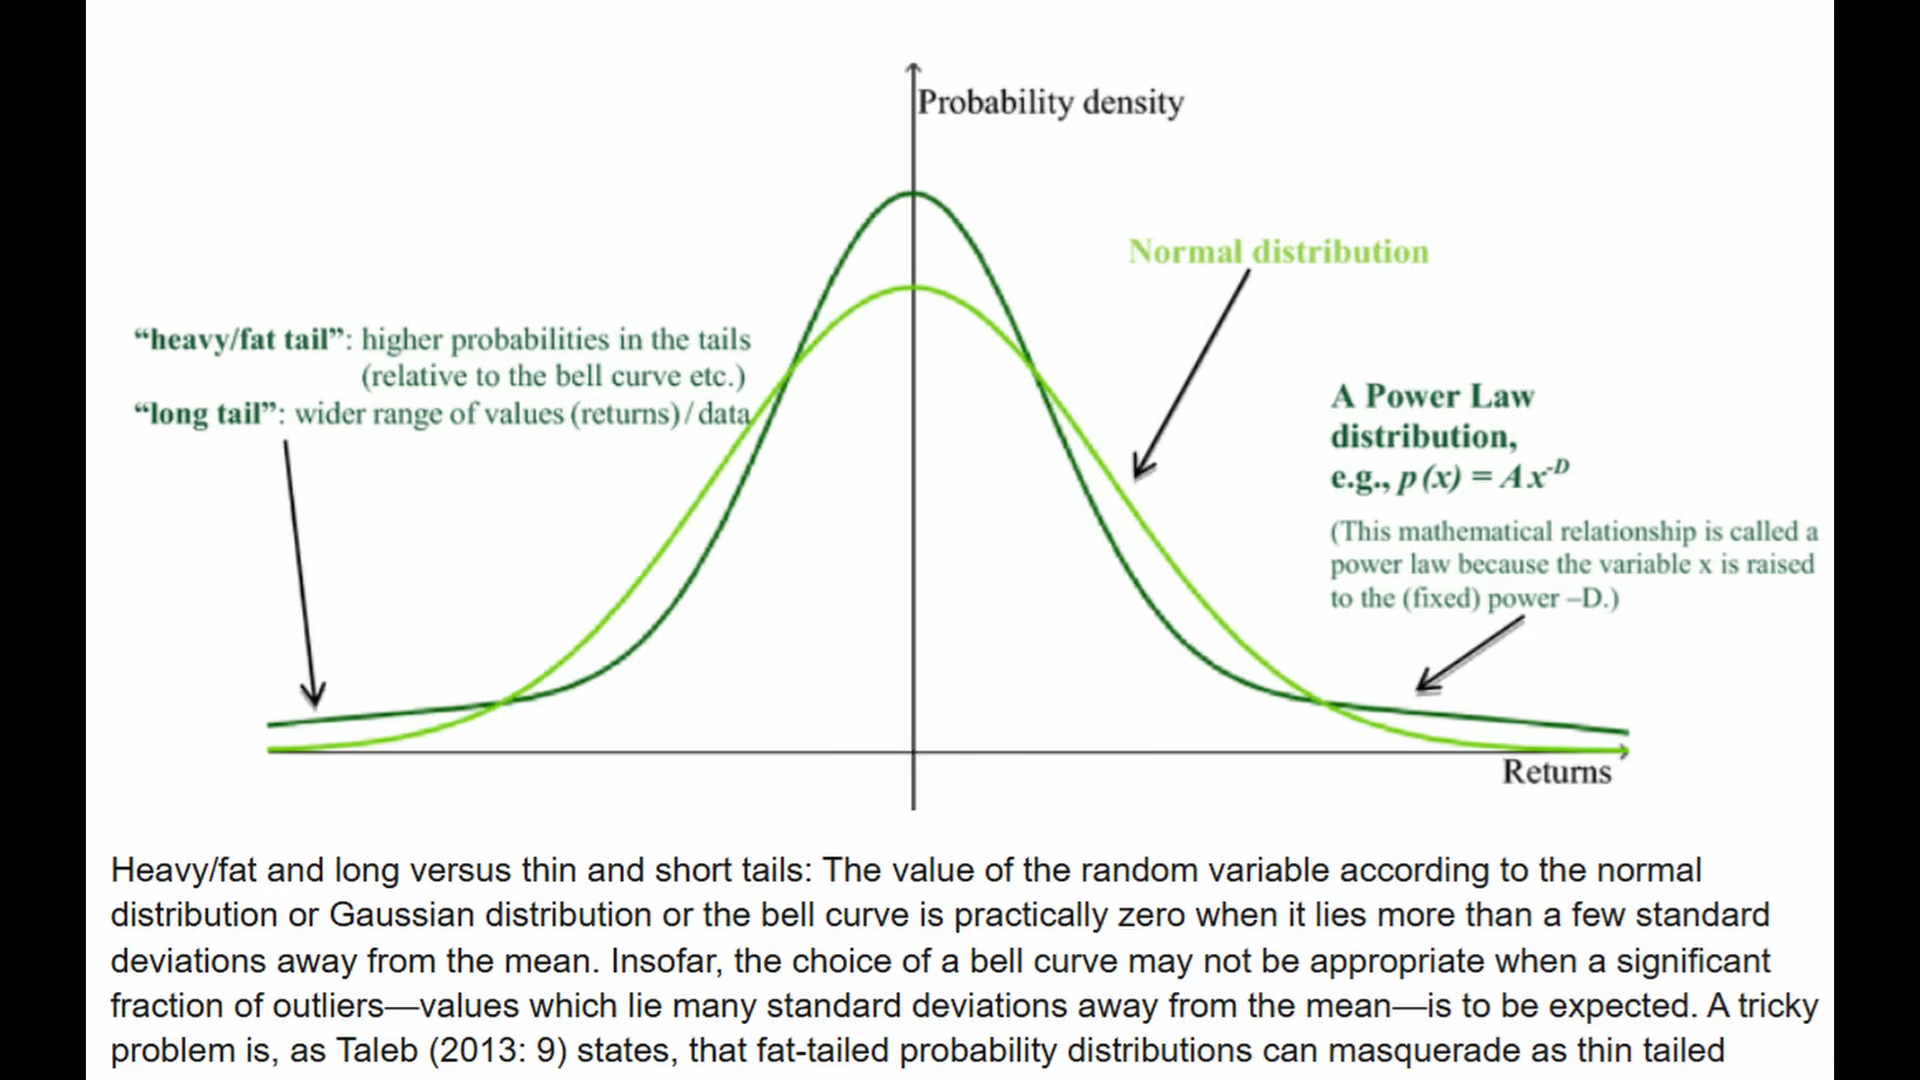 Probability density
Normal distribution
“heavy/fat tail”: higher probabilities in the tails
(relative to the bell curve etc.)
“long tail”: wider range of values (returns) / data
A Power Law
distribution,
e.g., p (x) = A x-D
(This mathematical relationship is called a
power law because the variable x is raised
to the (fixed) power –D.)
Returns
Heavy/fat and long versus thin and short tails: The value of the random variable according to the normal
distribution or Gaussian distribution or the bell curve is practically zero when it lies more than a few standard
deviations away from the mean. Insofar, the choice of a bell curve may not be appropriate when a significant
fraction of outliers—values which lie many standard deviations away from the mean—is to be expected. A tricky
problem is, as Taleb (2013: 9) states, that fat-tailed probability distributions can masquerade as thin tailed